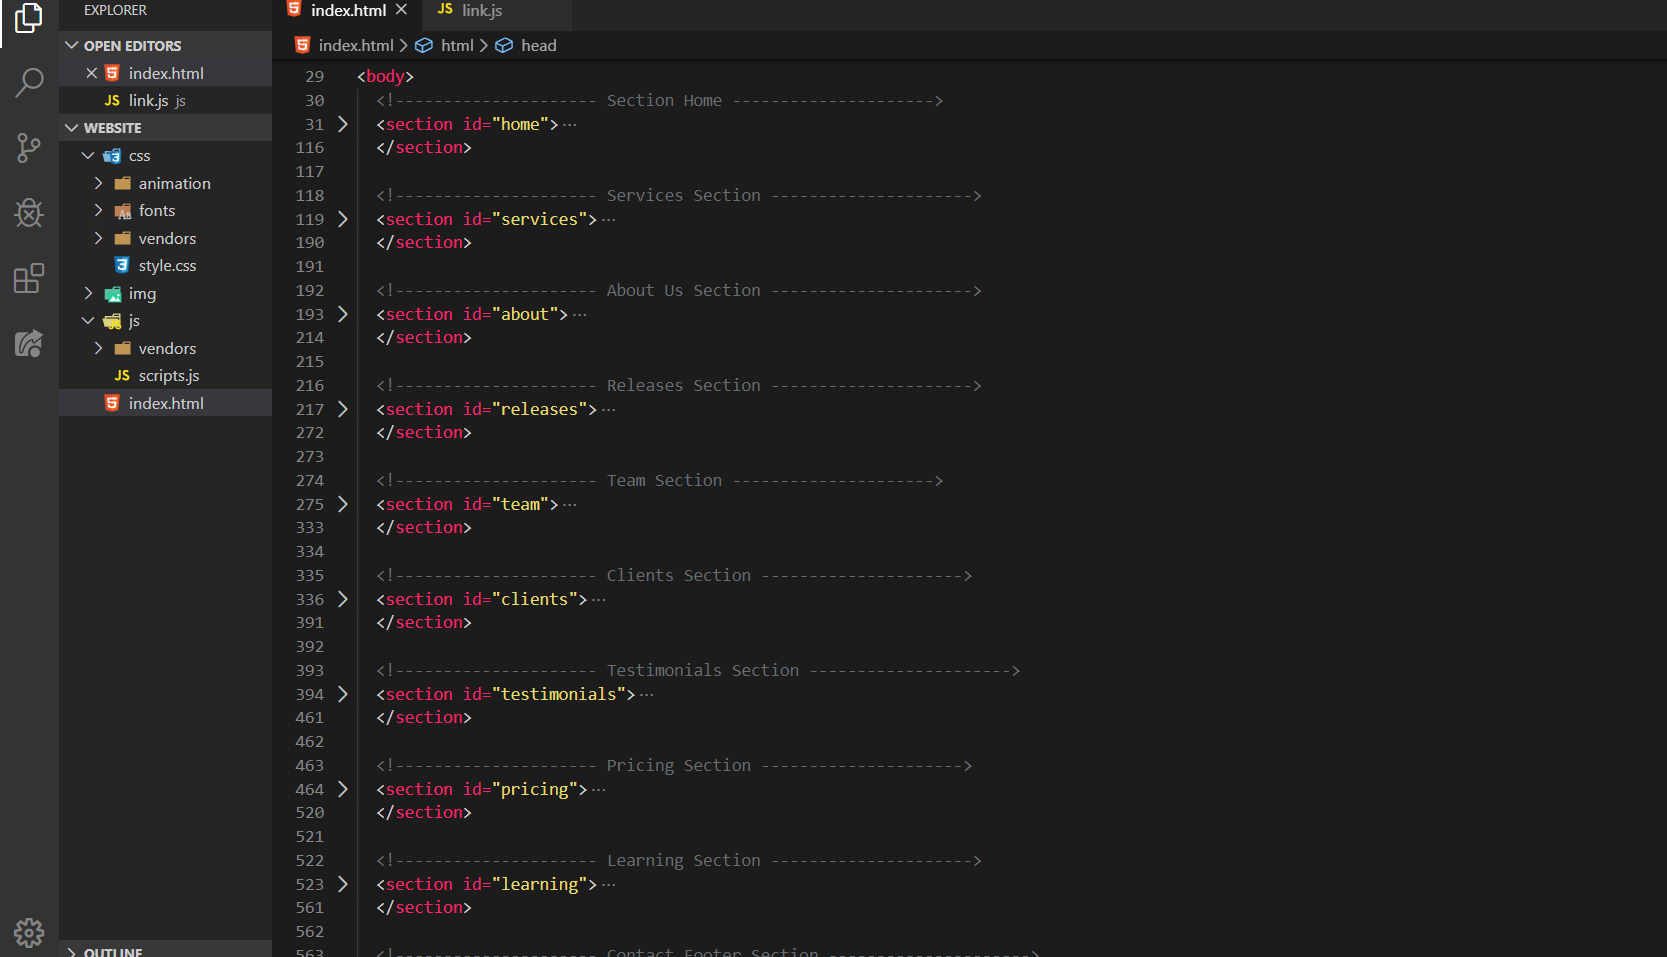 EXPLORER
OPEN EDITORS
index.html
JS link.js js
WEBSITE
css
animation
fonts
vendors
style.css
img
js
vendors
JS scripts.js
index.html
OUTLINE
index.html JS link.js
index.html > html > head
29 <body>
30 <!--------------------- Section Home --------------------->
31 <section id="home">...
116 </section>
117
118 <!--------------------- Services Section --------------------->
119 <section id="services">...
190 </section>
191
192 <!--------------------- About Us Section --------------------->
193 <section id="about">...
214 </section>
215
216 <!--------------------- Releases Section --------------------->
217 <section id="releases">...
272 </section>
273
274 <!--------------------- Team Section --------------------->
275 <section id="team">...
333 </section>
334
335 <!--------------------- Clients Section --------------------->
336 <section id="clients">...
391 </section>
392
393 <!--------------------- Testimonials Section --------------------->
394 <section id="testimonials">...
461 </section>
462
463 <!--------------------- Pricing Section --------------------->
464 <section id="pricing">...
520 </section>
521
522 <!--------------------- Learning Section --------------------->
523 <section id="learning">...
561 </section>
562
563 <!--------------------- Contact Footer Section --------------------->